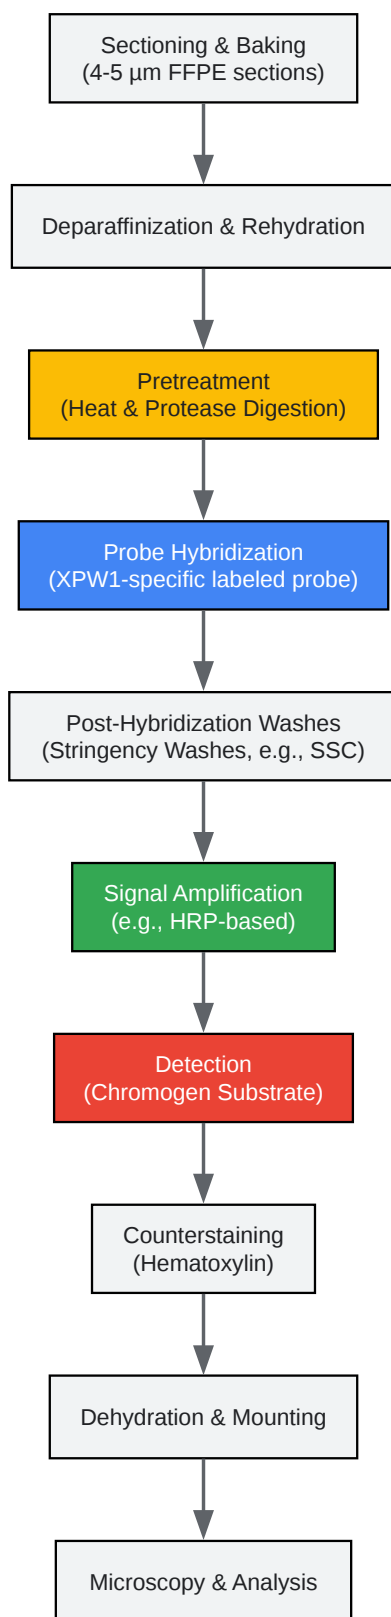 Sectioning & Baking
(4-5 µm FFPE sections)
Deparaffinization & Rehydration
Pretreatment
(Heat & Protease Digestion)
Probe Hybridization
(XPW1-specific labeled probe)
Post-Hybridization Washes
(Stringency Washes, e.g., SSC)
Signal Amplification
(e.g., HRP-based)
Detection
(Chromogen Substrate)
Counterstaining
(Hematoxylin)
Dehydration & Mounting
Microscopy & Analysis